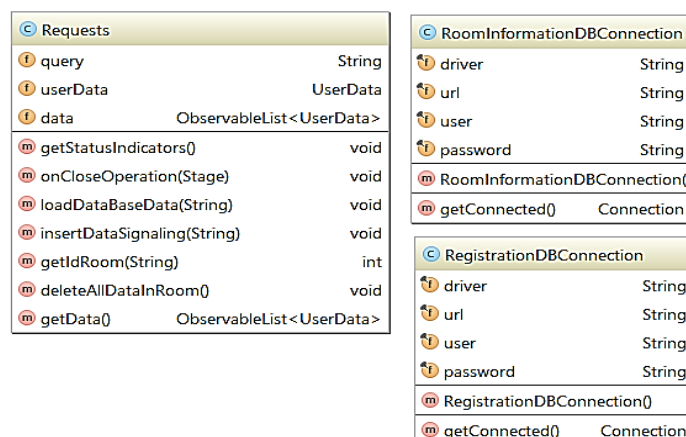 Requests
query String
userData UserData
data ObservableList<UserData>
getStatusIndicators() void
onCloseOperation(Stage) void
loadDataBaseData(String) void
insertDataSignaling(String) void
getIdRoom(String) int
deleteAllDataInRoom() void
getData() ObservableList<UserData>
RoomInformationDBConnection
driver String
url String
user String
password String
RoomInformationDBConnection(
getConnected() Connection
RegistrationDBConnection
driver String
url String
user String
password String
RegistrationDBConnection()
getConnected() Connection